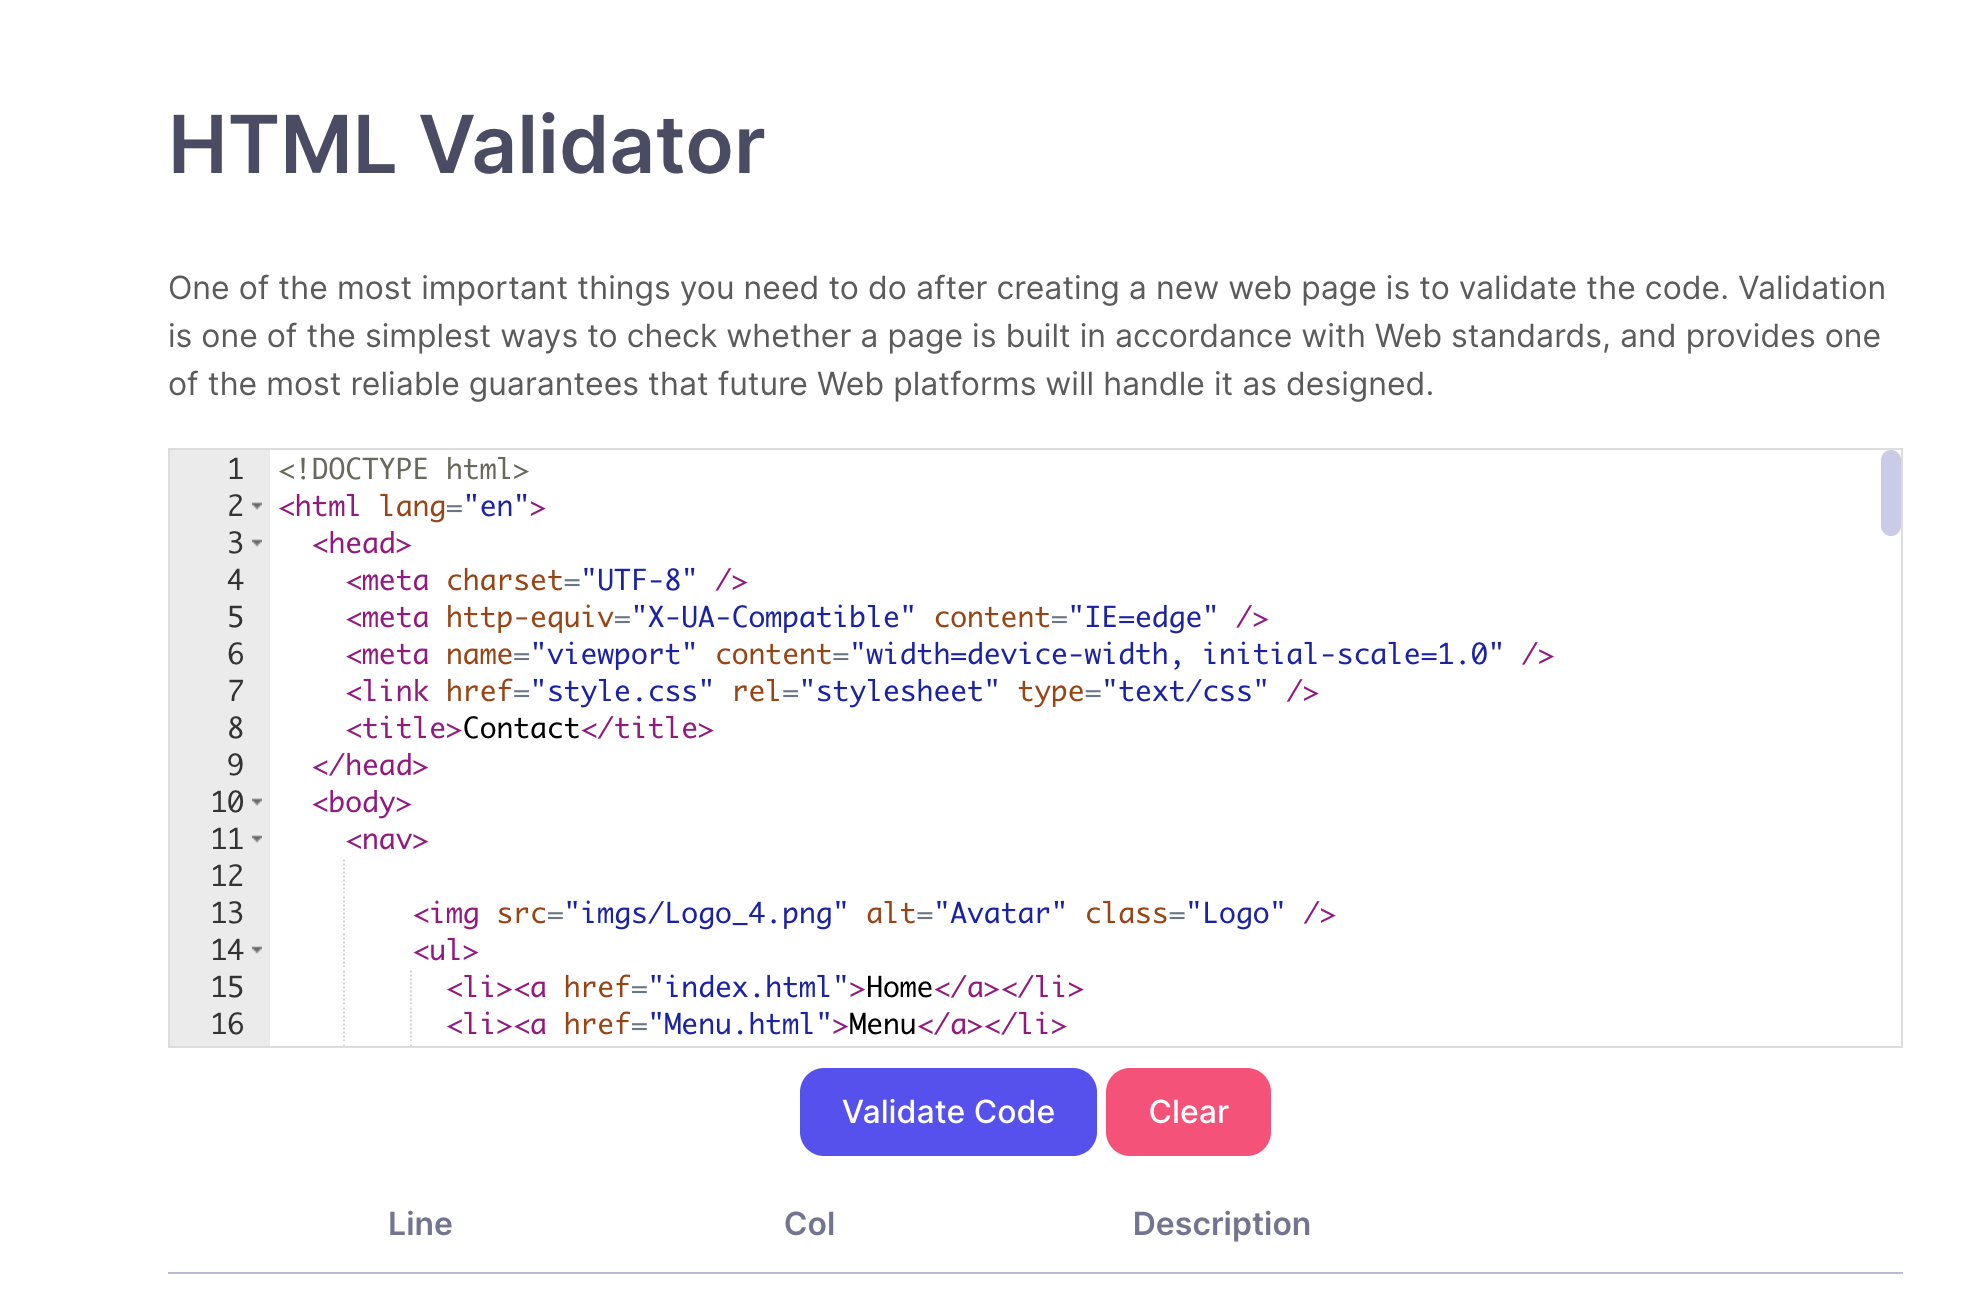 HTML Validator
One of the most important things you need to do after creating a new web page is to validate the code. Validation
is one of the simplest ways to check whether a page is built in accordance with Web standards, and provides one
of the most reliable guarantees that future Web platforms will handle it as designed.
1 <!DOCTYPE html>
2 <html lang="en">
3 <head>
4 <meta charset="UTF-8" />
5 <meta http-equiv="X-UA-Compatible" content="IE=edge" />
6 <meta name="viewport" content="width=device-width, initial-scale=1.0" />
7 <link href="style.css" rel="stylesheet" type="text/css" />
8 <title>Contact</title>
9 </head>
10 <body>
11 <nav>
12
13 <img src="imgs/Logo_4.png" alt="Avatar" class="Logo" />
14 <ul>
15 <li><a href="index.html">Home</a></li>
16 <li><a href="Menu.html">Menu</a></li>
Validate Code Clear
Line Col Description